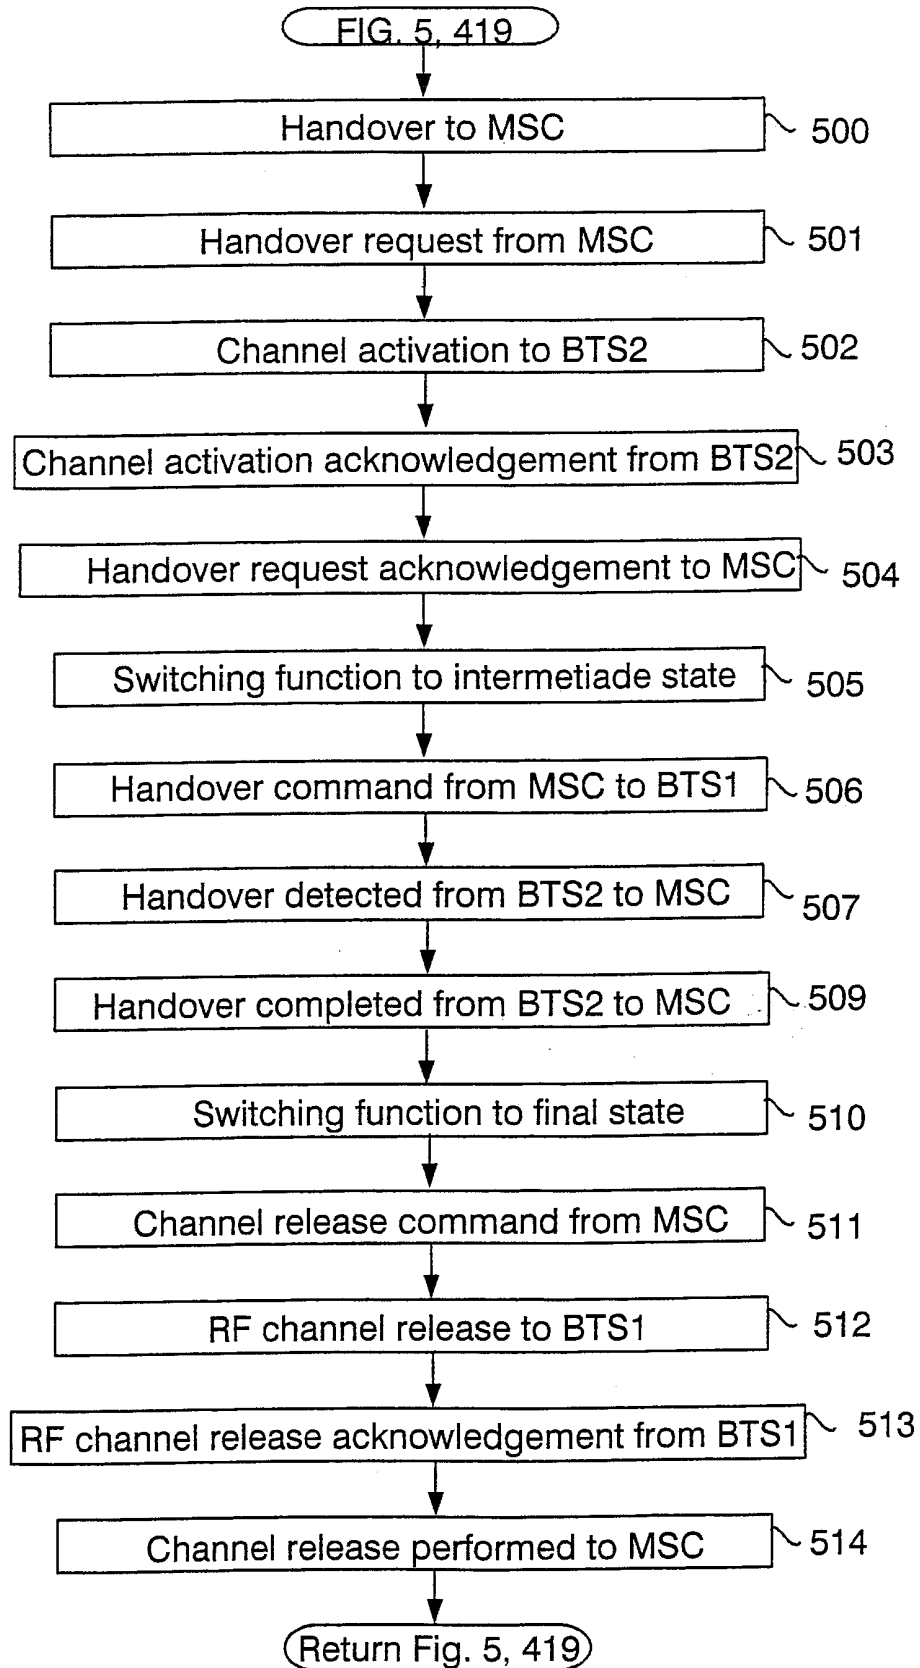 FIG. 5, 419
Handover to MSC 500
Handover request from MSC 501
Channel activation to BTS2 502
Channel activation acknowledgement from BTS2 503
Handover request acknowledgement to MSC 504
Switching function to intermetiade state 505
Handover command from MSC to BTS1 506
Handover detected from BTS2 to MSC 507
Handover completed from BTS2 to MSC 509
Switching function to final state 510
Channel release command from MSC 511
RF channel release to BTS1 512
RF channel release acknowledgement from BTS1 513
Channel release performed to MSC 514
Return Fig. 5, 419